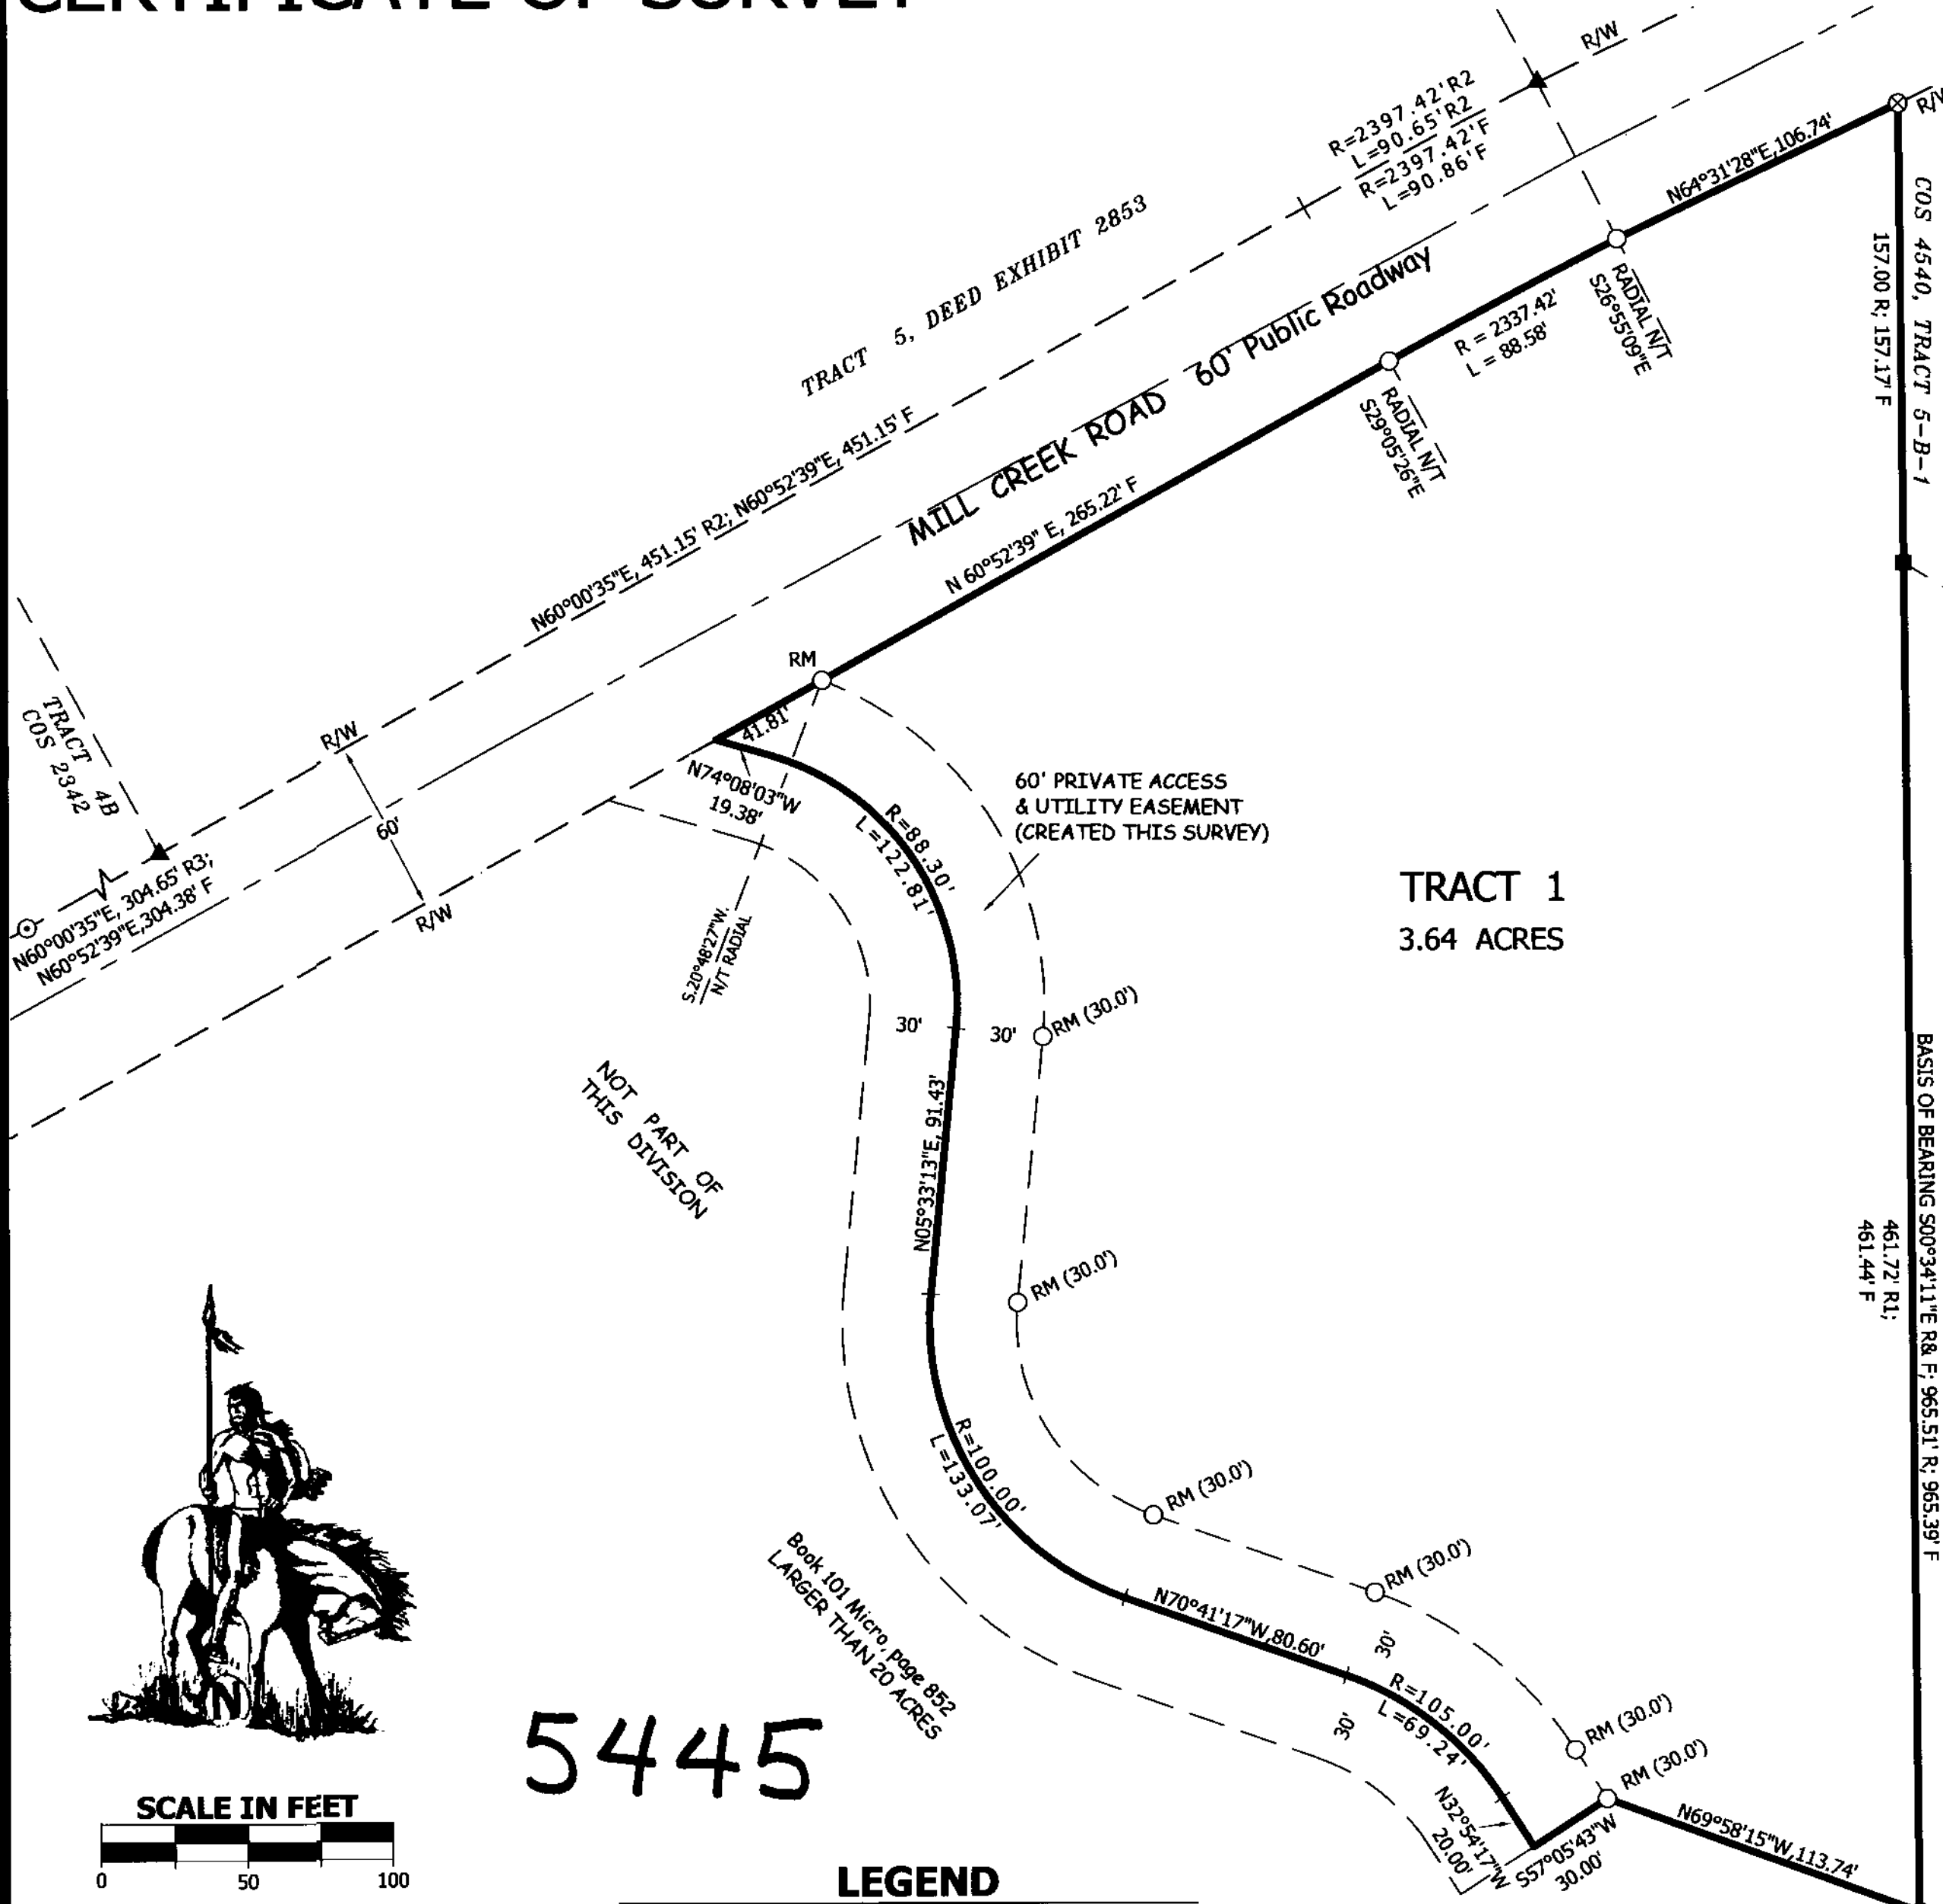 CERTIFICATE OF SURVEY
R/W
R=2397.42'R2
L=90.65'R2
R=2397.42'F
L=90.86'F
N64°31'28"E,106.74'
COS 4540, TRACT 5-B-1
157.00 R; 157.17' F
TRACT 5, DEED EXHIBIT 2853
MILL CREEK ROAD 60' Public Roadway
RADIAL N/T
S26°55'09"E
R = 2337.42'
L = 88.58'
RADIAL N/T
S29°05'26"E
N60°00'35"E, 451.15' R2; N60°52'39"E, 451.15' F
N 60°52'39" E, 265.22' F
RM
41.81'
TRACT 4B
COS 2342
R/W
60'
R/W
N60°00'35"E, 304.65' R3;
N60°52'39"E,304.38' F
N74°08'03"W
19.38'
R=88.30'
L=122.81'
60' PRIVATE ACCESS
& UTILITY EASEMENT
(CREATED THIS SURVEY)
TRACT 1
3.64 ACRES
S.20°48'27"W.
N/T RADIAL
30'
30'
RM (30.0')
NOT PART OF
THIS DIVISION
N05°33'13"E, 91.43'
BASIS OF BEARING S00°34'11"E R& F; 965.51' R; 965.39' F
461.72' R1;
461.44' F
RM (30.0')
R=100.00'
L=133.07'
RM (30.0')
Book 101 Micro, page 852
LARGER THAN 20 ACRES
N70°41'17"W,80.60'
RM (30.0')
30'
30'
R=105.00'
L=69.24'
RM (30.0')
RM (30.0')
N32°54'17"W
20.00'
S57°05'43"W
30.00'
N69°58'15"W,113.74'
N
5445
SCALE IN FEET
0 50 100
LEGEND